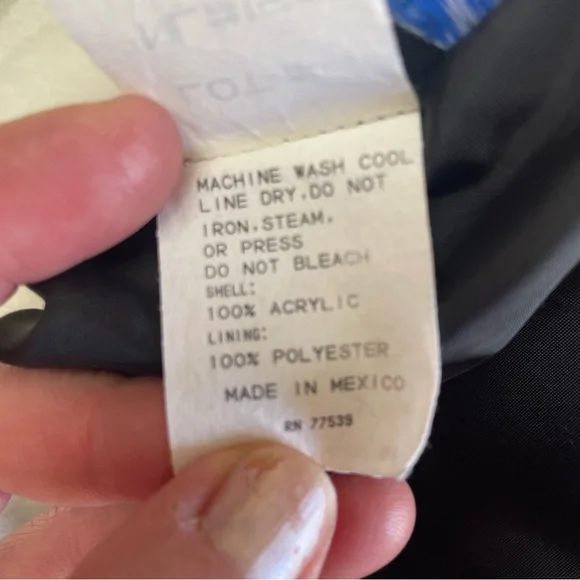 MACHINE WASH COOL
LINE DRY.DO NOT
IRON.STEAM.
OR PRESS
DO NOT BLEACH
SHELL:
100% ACRYLIC
LINING:
100% POLYESTER
MADE IN MEXICO
RN 77539